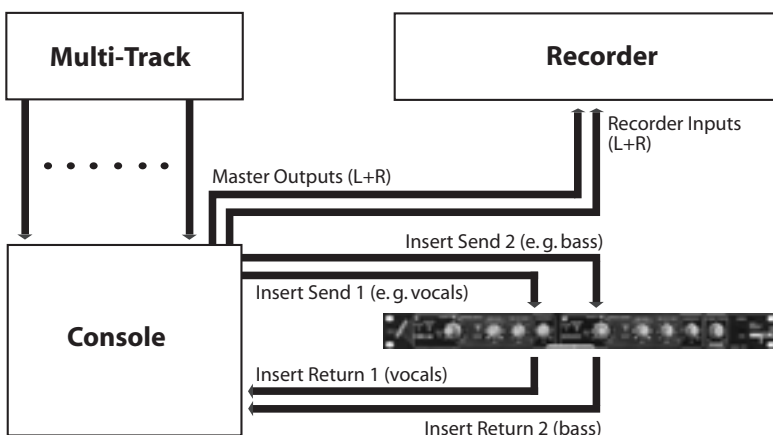 Multi-Track
Recorder
Recorder Inputs
(L+R)
Master Outputs (L+R)
Insert Send 2 (e. g. bass)
Insert Send 1 (e. g. vocals)
Console
Insert Return 1 (vocals)
Insert Return 2 (bass)